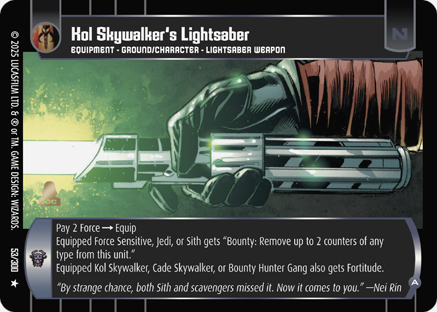 Kol Skywalker's Lightsaber
N
EQUIPMENT - GROUND/CHARACTER - LIGHTSABER WEAPON
Pay 2 Force → Equip
Equipped Force Sensitive, Jedi, or Sith gets "Bounty: Remove up to 2 counters of any
type from this unit."
Equipped Kol Skywalker, Cade Skywalker, or Bounty Hunter Gang also gets Fortitude.
"By strange chance, both Sith and scavengers missed it. Now it comes to you." —Nei Rin
A
© 2025 LUCASFILM LTD. & ® or TM. GAME DESIGN: WIZARDS.